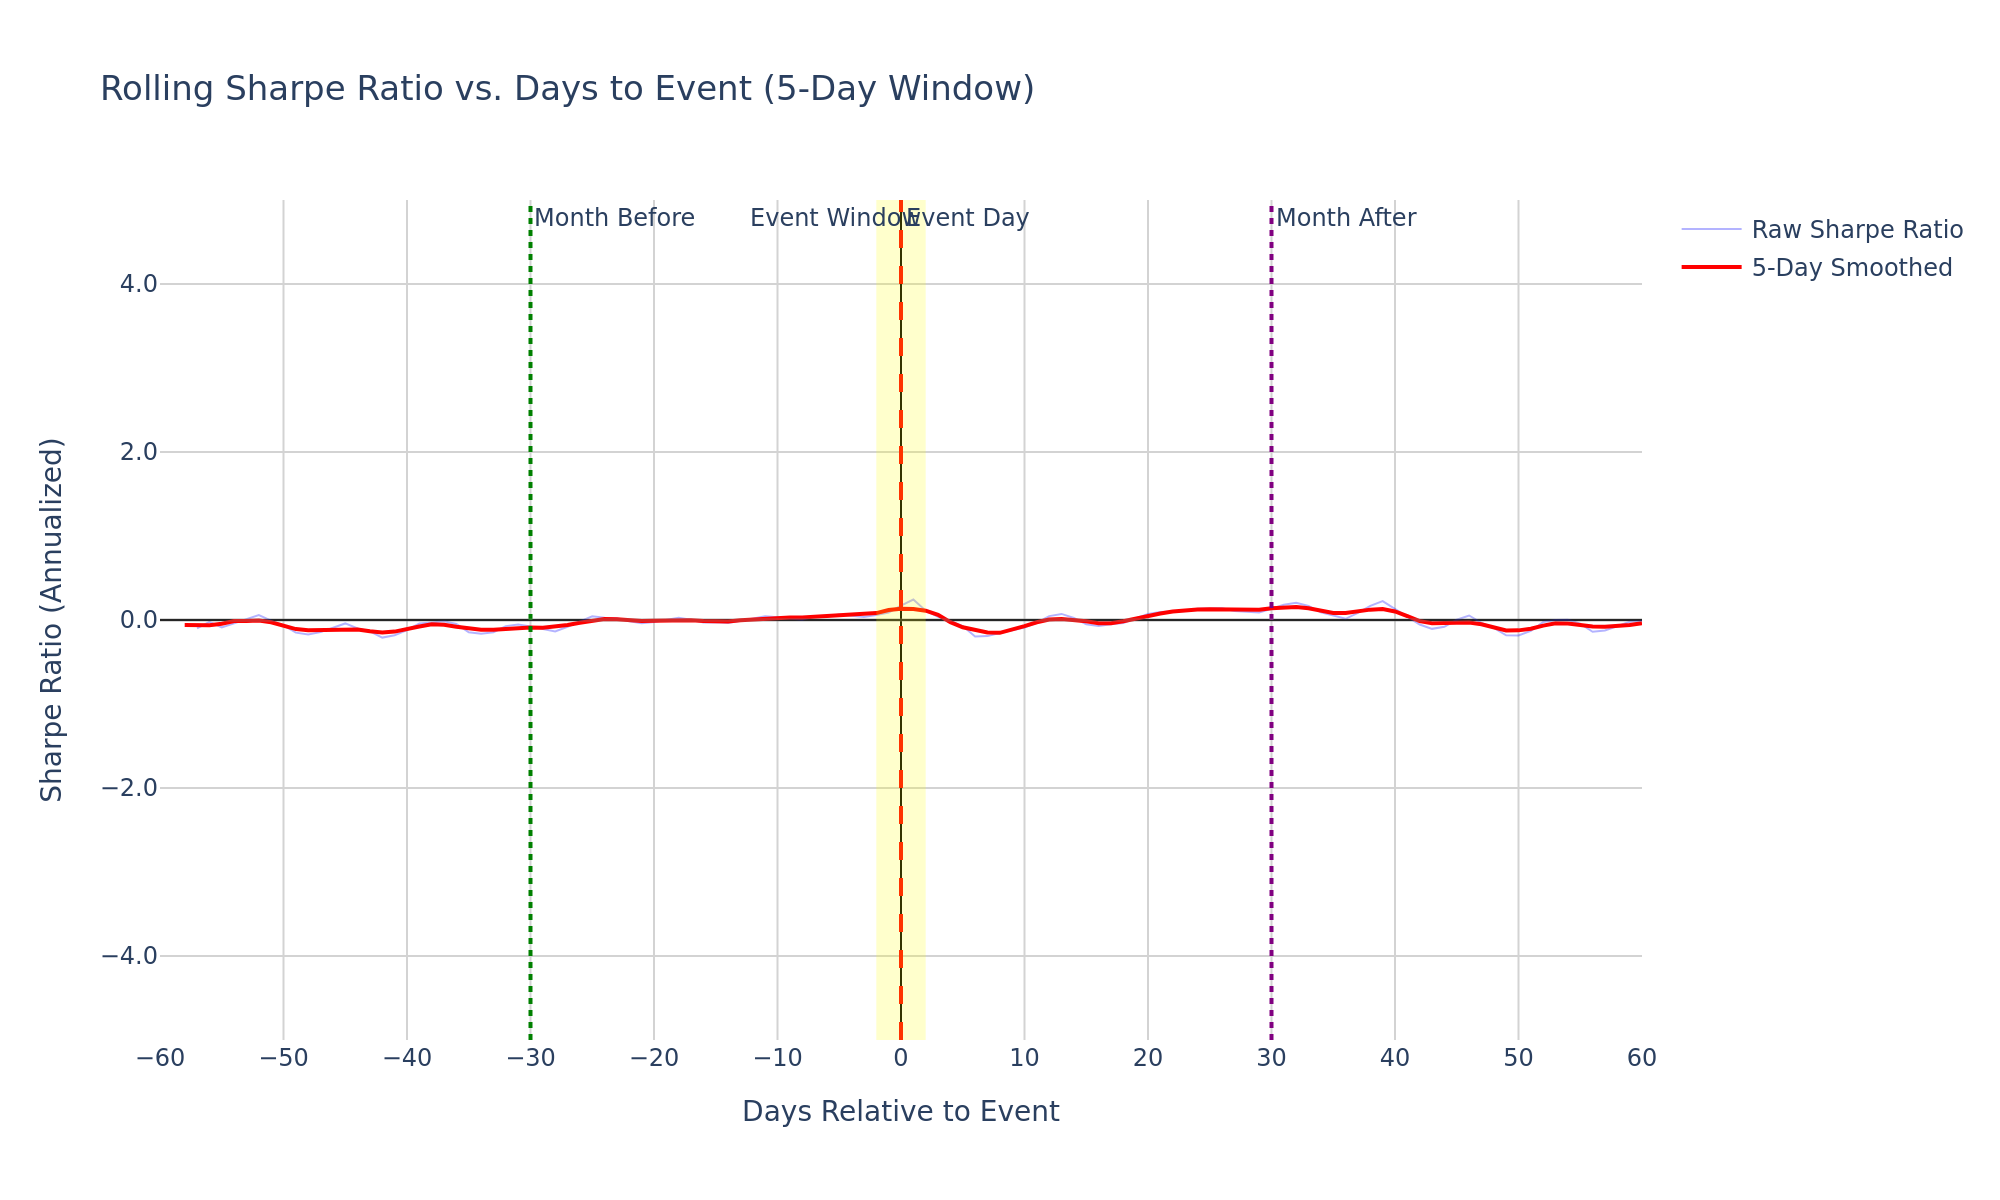 Rolling Sharpe Ratio vs. Days to Event (5-Day Window)
Month Before
Event Window
Event Day
Month After
Raw Sharpe Ratio
5-Day Smoothed
4.0
2.0
0.0
−2.0
−4.0
Sharpe Ratio (Annualized)
−60 −50 −40 −30 −20 −10 0 10 20 30 40 50 60
Days Relative to Event